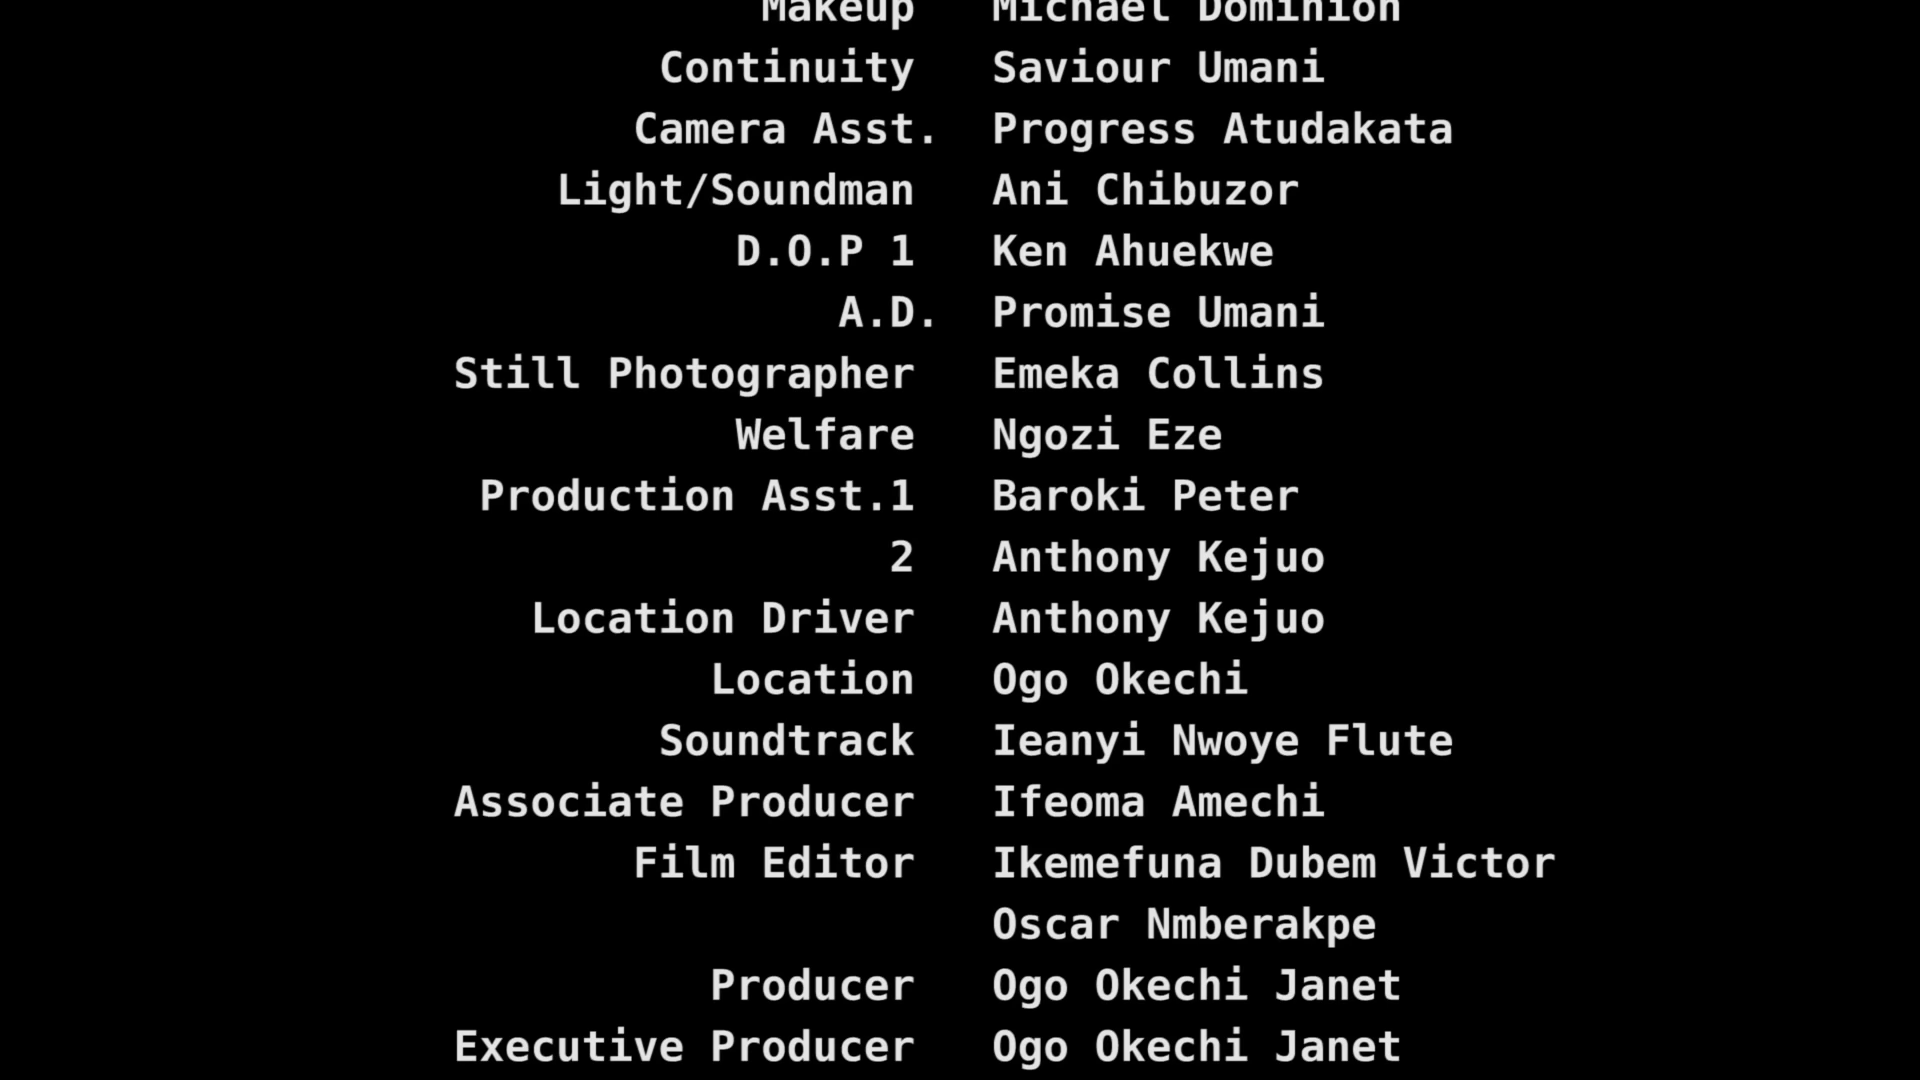 Makeup Michael Dominion
Continuity Saviour Umani
Camera Asst. Progress Atudakata
Light/Soundman Ani Chibuzor
D.O.P 1 Ken Ahuekwe
A.D. Promise Umani
Still Photographer Emeka Collins
Welfare Ngozi Eze
Production Asst.1 Baroki Peter
2 Anthony Kejuo
Location Driver Anthony Kejuo
Location Ogo Okechi
Soundtrack Ieanyi Nwoye Flute
Associate Producer Ifeoma Amechi
Film Editor Ikemefuna Dubem Victor
Oscar Nmberakpe
Producer Ogo Okechi Janet
Executive Producer Ogo Okechi Janet